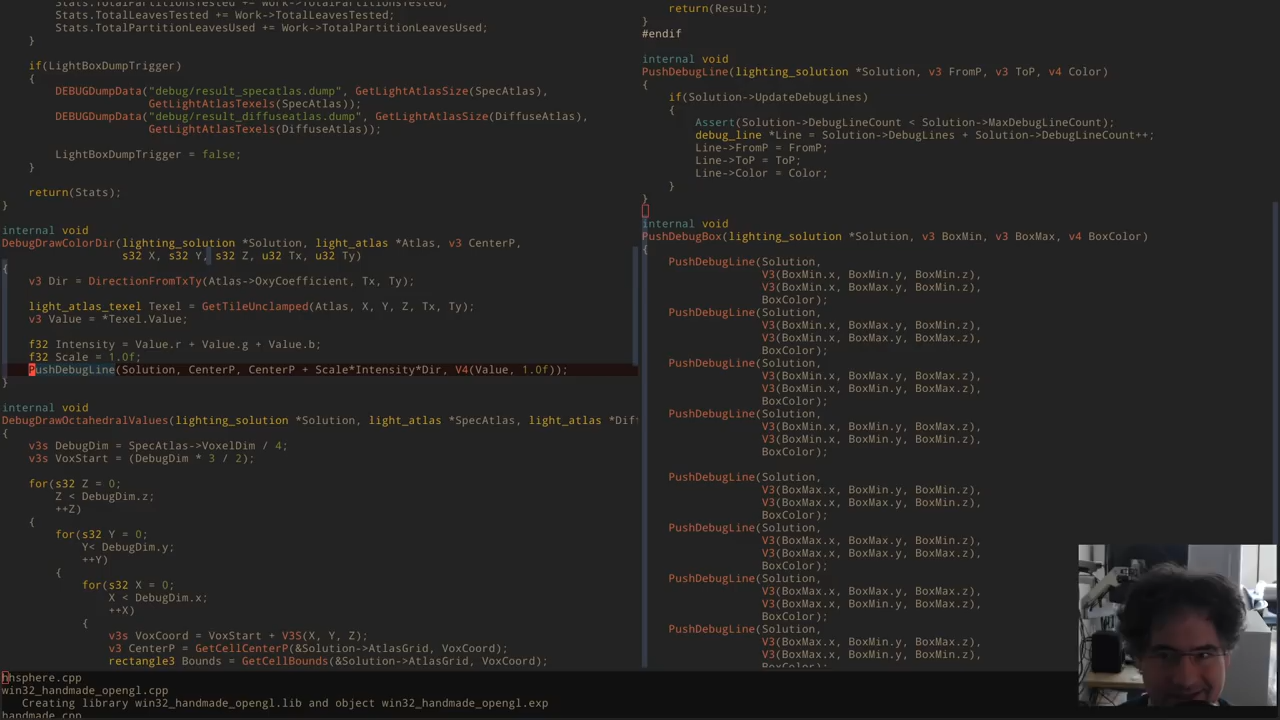 Stats.TotalPartitionsTested += Work->TotalPartitionsTested;
Stats.TotalLeavesTested += Work->TotalLeavesTested;
Stats.TotalPartitionLeavesUsed += Work->TotalPartitionLeavesUsed;
}
if(LightBoxDumpTrigger)
{
DEBUGDumpData("debug/result_specatlas.dump", GetLightAtlasSize(SpecAtlas),
GetLightAtlasTexels(SpecAtlas));
DEBUGDumpData("debug/result_diffuseatlas.dump", GetLightAtlasSize(DiffuseAtlas),
GetLightAtlasTexels(DiffuseAtlas));
LightBoxDumpTrigger = false;
}
return(Stats);
}
internal void
DebugDrawColorDir(lighting_solution *Solution, light_atlas *Atlas, v3 CenterP,
s32 X, s32 Y, s32 Z, u32 Tx, u32 Ty)
{
v3 Dir = DirectionFromTxTy(Atlas->OxyCoefficient, Tx, Ty);
light_atlas_texel Texel = GetTileUnclamped(Atlas, X, Y, Z, Tx, Ty);
v3 Value = *Texel.Value;
f32 Intensity = Value.r + Value.g + Value.b;
f32 Scale = 1.0f;
PushDebugLine(Solution, CenterP, CenterP + Scale*Intensity*Dir, V4(Value, 1.0f));
}
internal void
DebugDrawOctahedralValues(lighting_solution *Solution, light_atlas *SpecAtlas, light_atlas *Dif
{
v3s DebugDim = SpecAtlas->VoxelDim / 4;
v3s VoxStart = (DebugDim * 3 / 2);
for(s32 Z = 0;
Z < DebugDim.z;
++Z)
{
for(s32 Y = 0;
Y< DebugDim.y;
++Y)
{
for(s32 X = 0;
X < DebugDim.x;
++X)
{
v3s VoxCoord = VoxStart + V3S(X, Y, Z);
v3 CenterP = GetCellCenterP(&Solution->AtlasGrid, VoxCoord);
rectangle3 Bounds = GetCellBounds(&Solution->AtlasGrid, VoxCoord);
return(Result);
}
#endif
internal void
PushDebugLine(lighting_solution *Solution, v3 FromP, v3 ToP, v4 Color)
{
if(Solution->UpdateDebugLines)
{
Assert(Solution->DebugLineCount < Solution->MaxDebugLineCount);
debug_line *Line = Solution->DebugLines + Solution->DebugLineCount++;
Line->FromP = FromP;
Line->ToP = ToP;
Line->Color = Color;
}
}
internal void
PushDebugBox(lighting_solution *Solution, v3 BoxMin, v3 BoxMax, v4 BoxColor)
{
PushDebugLine(Solution,
V3(BoxMin.x, BoxMin.y, BoxMin.z),
V3(BoxMin.x, BoxMin.y, BoxMax.z),
BoxColor);
PushDebugLine(Solution,
V3(BoxMin.x, BoxMax.y, BoxMin.z),
V3(BoxMin.x, BoxMax.y, BoxMax.z),
BoxColor);
PushDebugLine(Solution,
V3(BoxMin.x, BoxMin.y, BoxMax.z),
V3(BoxMin.x, BoxMax.y, BoxMax.z),
BoxColor);
PushDebugLine(Solution,
V3(BoxMin.x, BoxMin.y, BoxMin.z),
V3(BoxMin.x, BoxMax.y, BoxMin.z),
BoxColor);
PushDebugLine(Solution,
V3(BoxMax.x, BoxMin.y, BoxMin.z),
V3(BoxMax.x, BoxMin.y, BoxMax.z),
BoxColor);
PushDebugLine(Solution,
V3(BoxMax.x, BoxMax.y, BoxMin.z),
V3(BoxMax.x, BoxMax.y, BoxMax.z),
BoxColor);
PushDebugLine(Solution,
V3(BoxMax.x, BoxMin.y, BoxMax.z),
V3(BoxMax.x, BoxMax.y, BoxMax.z),
BoxColor);
PushDebugLine(Solution,
V3(BoxMax.x, BoxMin.y, BoxMin.z),
V3(BoxMax.x, BoxMax.y, BoxMin.z),
BoxColor);
hhsphere.cpp
win32_handmade_opengl.cpp
Creating library win32_handmade_opengl.lib and object win32_handmade_opengl.exp
handmade.cpp